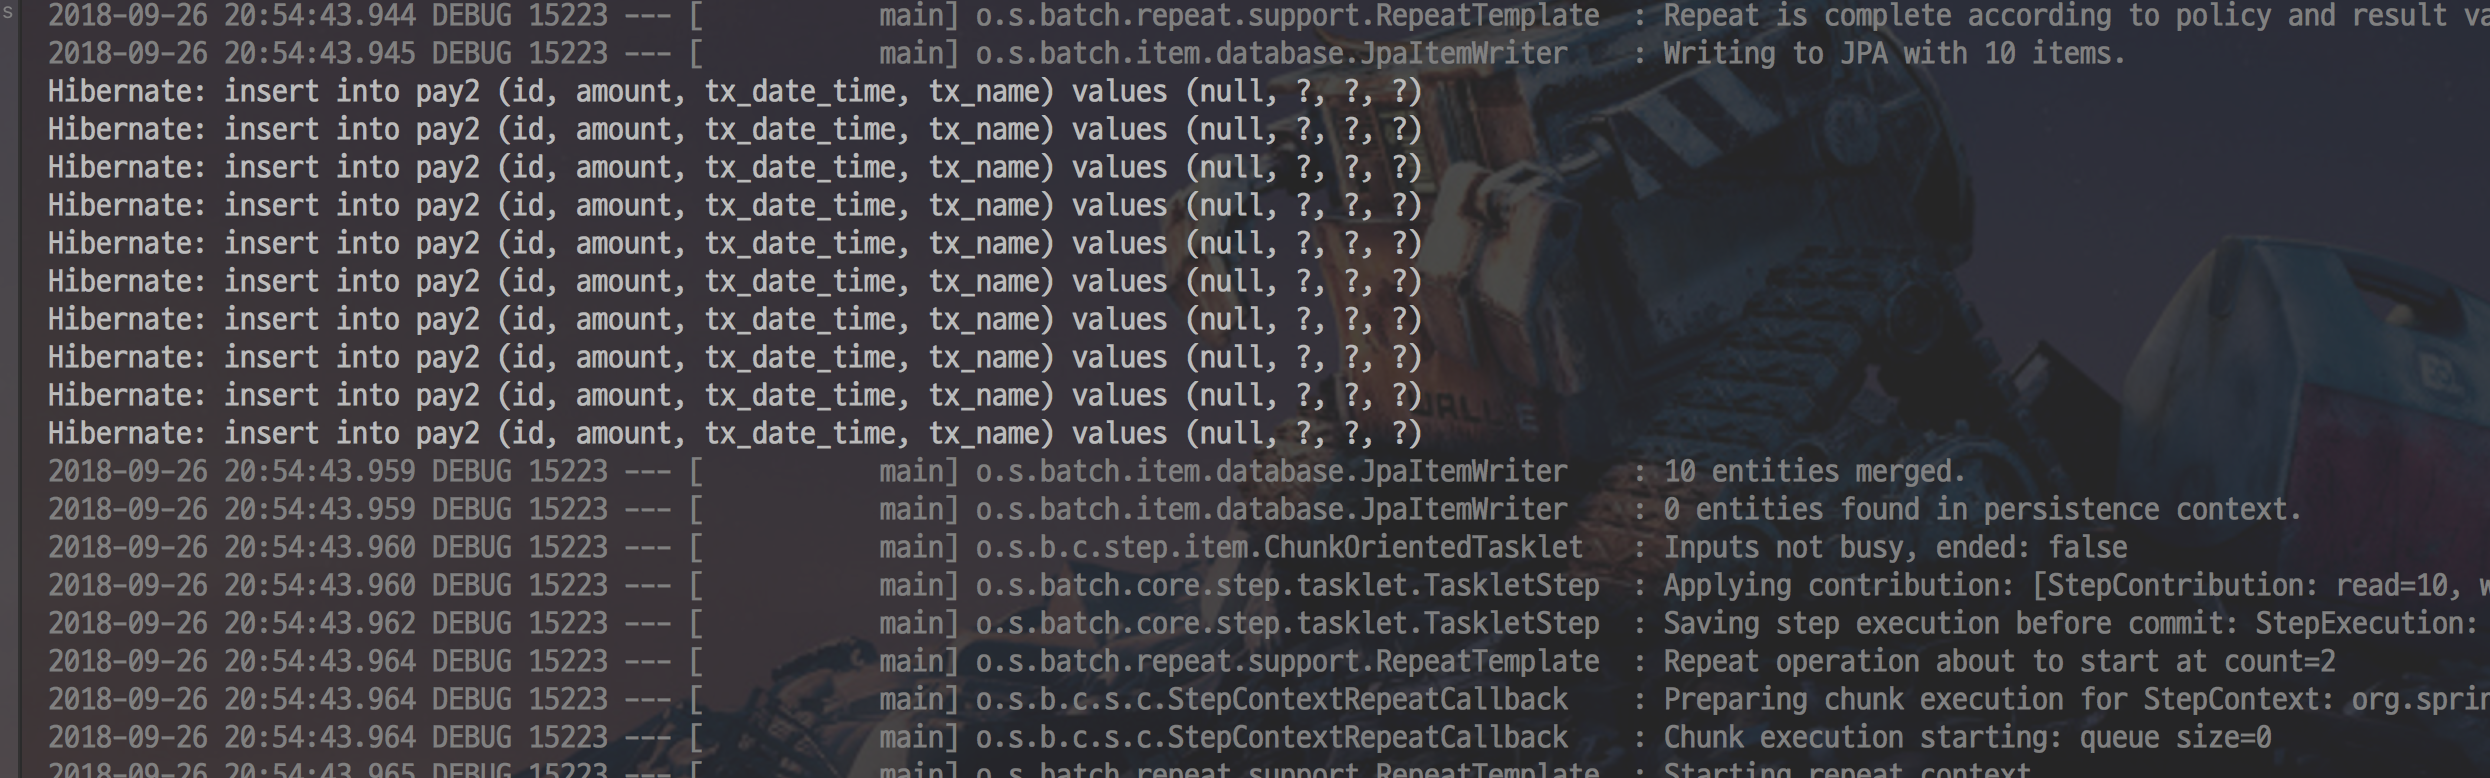 s
2018-09-26 20:54:43.944 DEBUG 15223 --- [           main] o.s.batch.repeat.support.RepeatTemplate  : Repeat is complete according to policy and result va
2018-09-26 20:54:43.945 DEBUG 15223 --- [           main] o.s.batch.item.database.JpaItemWriter    : Writing to JPA with 10 items.
Hibernate: insert into pay2 (id, amount, tx_date_time, tx_name) values (null, ?, ?, ?)
Hibernate: insert into pay2 (id, amount, tx_date_time, tx_name) values (null, ?, ?, ?)
Hibernate: insert into pay2 (id, amount, tx_date_time, tx_name) values (null, ?, ?, ?)
Hibernate: insert into pay2 (id, amount, tx_date_time, tx_name) values (null, ?, ?, ?)
Hibernate: insert into pay2 (id, amount, tx_date_time, tx_name) values (null, ?, ?, ?)
Hibernate: insert into pay2 (id, amount, tx_date_time, tx_name) values (null, ?, ?, ?)
Hibernate: insert into pay2 (id, amount, tx_date_time, tx_name) values (null, ?, ?, ?)
Hibernate: insert into pay2 (id, amount, tx_date_time, tx_name) values (null, ?, ?, ?)
Hibernate: insert into pay2 (id, amount, tx_date_time, tx_name) values (null, ?, ?, ?)
Hibernate: insert into pay2 (id, amount, tx_date_time, tx_name) values (null, ?, ?, ?)
2018-09-26 20:54:43.959 DEBUG 15223 --- [           main] o.s.batch.item.database.JpaItemWriter    : 10 entities merged.
2018-09-26 20:54:43.959 DEBUG 15223 --- [           main] o.s.batch.item.database.JpaItemWriter    : 0 entities found in persistence context.
2018-09-26 20:54:43.960 DEBUG 15223 --- [           main] o.s.b.c.step.item.ChunkOrientedTasklet   : Inputs not busy, ended: false
2018-09-26 20:54:43.960 DEBUG 15223 --- [           main] o.s.batch.core.step.tasklet.TaskletStep  : Applying contribution: [StepContribution: read=10, w
2018-09-26 20:54:43.962 DEBUG 15223 --- [           main] o.s.batch.core.step.tasklet.TaskletStep  : Saving step execution before commit: StepExecution:
2018-09-26 20:54:43.964 DEBUG 15223 --- [           main] o.s.batch.repeat.support.RepeatTemplate  : Repeat operation about to start at count=2
2018-09-26 20:54:43.964 DEBUG 15223 --- [           main] o.s.b.c.s.c.StepContextRepeatCallback    : Preparing chunk execution for StepContext: org.sprin
2018-09-26 20:54:43.964 DEBUG 15223 --- [           main] o.s.b.c.s.c.StepContextRepeatCallback    : Chunk execution starting: queue size=0
2018-09-26 20:54:43.965 DEBUG 15223 --- [           main] o.s.batch.repeat.support.RepeatTemplate  : Starting repeat context.